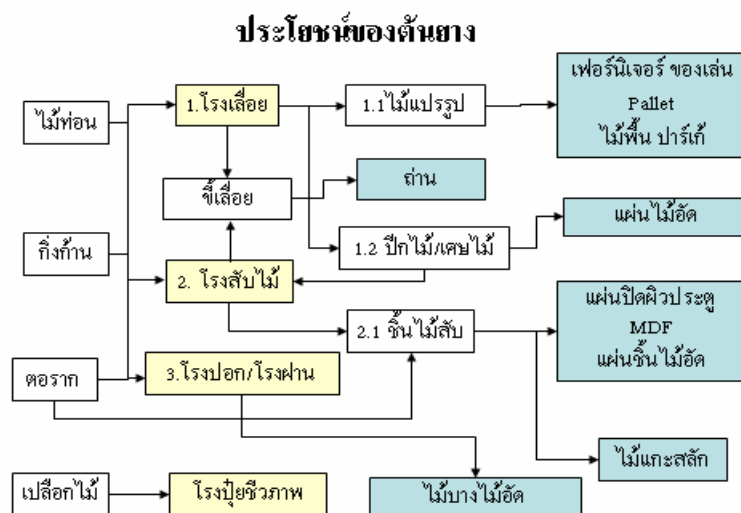 ประโยชน์ของต้นยาง
ไม้ท่อน
1.โรงเลื่อย
1.1ไม้แปรรูป
เฟอร์นิเจอร์ ของเล่น
Pallet
ไม้พื้น ปาร์เก้
ขี้เลื่อย
ถ่าน
กิ่งก้าน
1.2 ปีกไม้/เศษไม้
แผ่นไม้อัด
2. โรงสับไม้
2.1 ชิ้นไม้สับ
แผ่นปิดผิวประตู
MDF
แผ่นชิ้นไม้อัด
ตอราก
3.โรงปอก/โรงฝาน
ไม้แกะสลัก
เปลือกไม้
โรงปุ๋ยชีวภาพ
ไม้บางไม้อัด